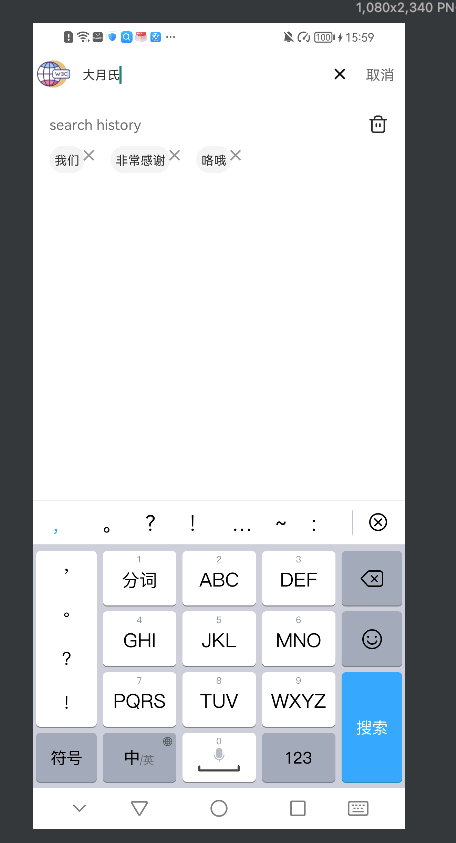 1,080x2,340 PN
100 15:59
W3C 大月氏 取消
search history
我们 非常感谢 咯哦
， 。 ? ! … ~ :
，
。
?
!
1 分词 2 ABC 3 DEF
4 GHI 5 JKL 6 MNO
7 PQRS 8 TUV 9 WXYZ
搜索
符号 中/英 0 123